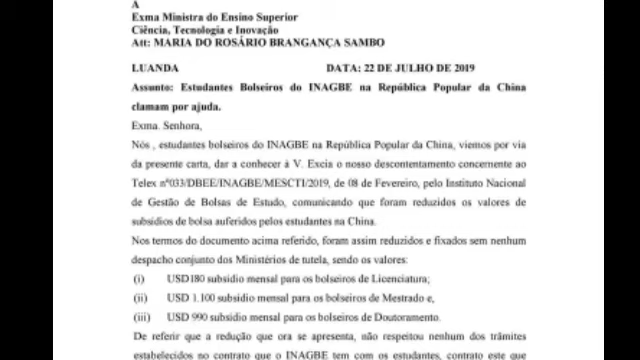 A
Exma Ministra do Ensino Superior
Ciência, Tecnologia e Inovação
Att: MARIA DO ROSÁRIO BRANGANÇA SAMBO
LUANDA DATA: 22 DE JULHO DE 2019
Assunto: Estudantes Bolseiros do INAGBE na República Popular da China
clamam por ajuda.
Exma. Senhora,
Nós , estudantes bolseiros do INAGBE na República Popular da China, viemos por via
da presente carta, dar a conhecer à V. Excia o nosso descontentamento concernente ao
Telex nº033/DBEE/INAGBE/MESCTI/2019, de 08 de Fevereiro, pelo Instituto Nacional
de Gestão de Bolsas de Estudo, comunicando que foram reduzidos os valores de
subsídios de bolsa auferidos pelos estudantes na China.
Nos termos do documento acima referido, foram assim reduzidos e fixados sem nenhum
despacho conjunto dos Ministérios de tutela, sendo os valores:
(i) USD180 subsidio mensal para os bolseiros de Licenciatura;
(ii) USD 1.100 subsidio mensal para os bolseiros de Mestrado e,
(iii) USD 990 subsidio mensal para os bolseiros de Doutoramento.
De referir que a redução que ora se apresenta, não respeitou nenhum dos trâmites
estabelecidos no contrato que o INAGBE tem com os estudantes, contrato este que